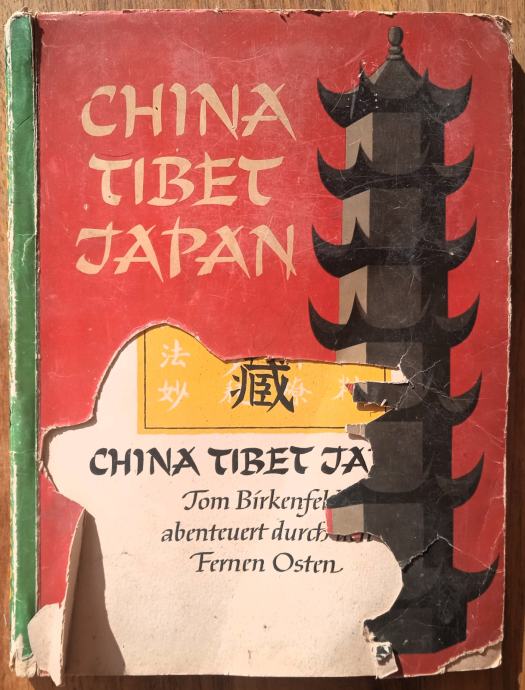 CHINA
TIBET
JAPAN
法
藏
妙
CHINA TIBET JA
Tom Birkenfel
abenteuert durch
Fernen Osten